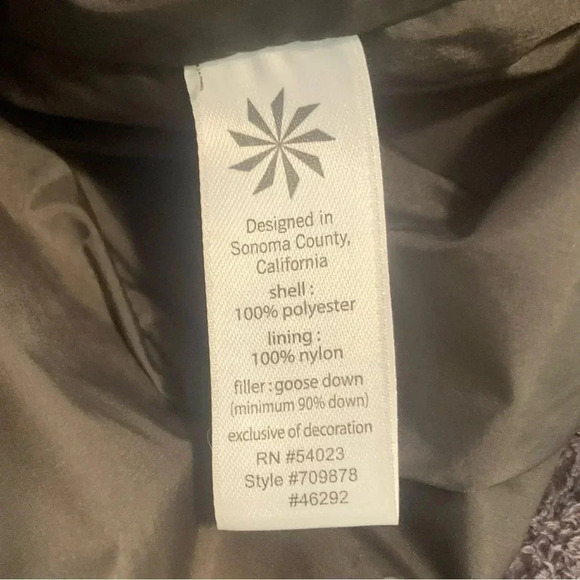 Designed in
Sonoma County,
California
shell :
100% polyester
lining :
100% nylon
filler : goose down
(minimum 90% down)
exclusive of decoration
RN #54023
Style #709878
#46292